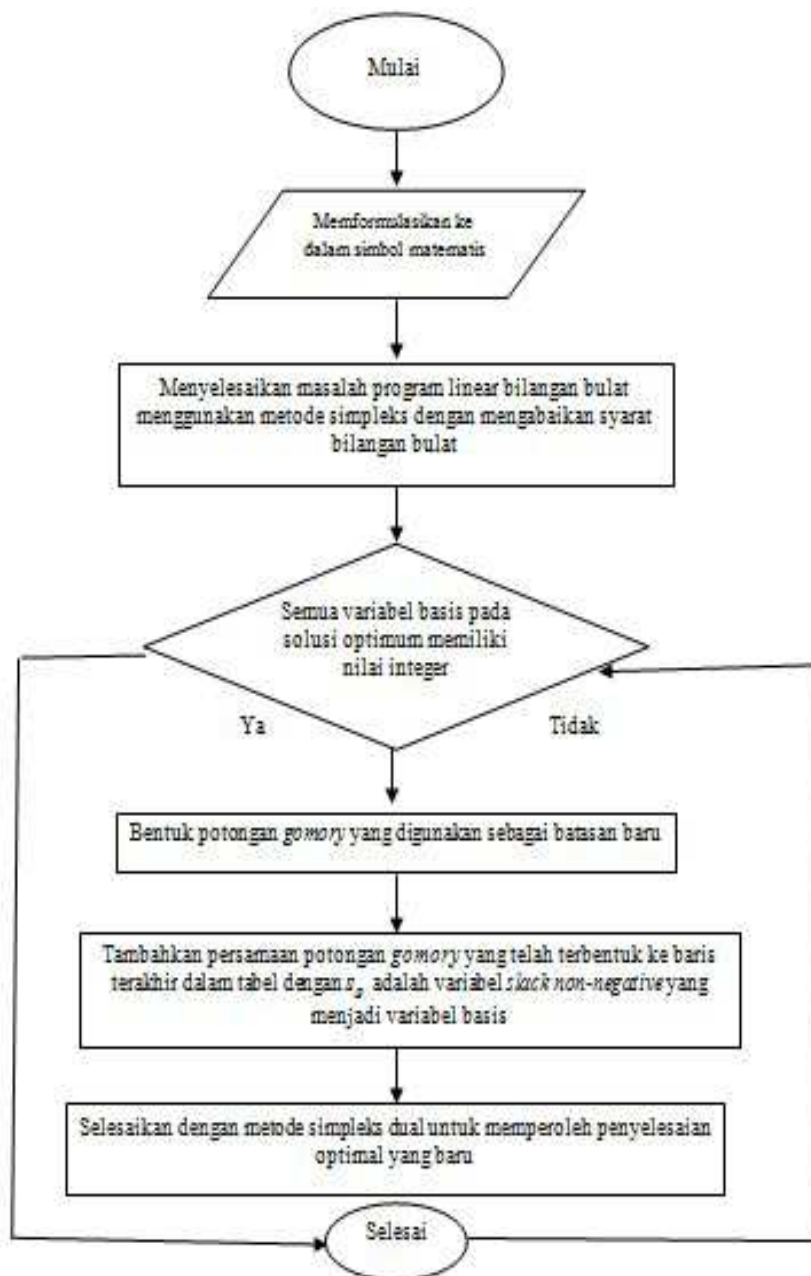 Mulai
Memformulasikan ke
dalam simbol matematis
Menyelesaikan masalah program linear bilangan bulat
menggunakan metode simpleks dengan mengabaikan syarat
bilangan bulat
Semua variabel basis pada
solusi optimum memiliki
nilai integer
Ya
Tidak
Bentuk potongan gomory yang digunakan sebagai batasan baru
Tambahkan persamaan potongan gomory yang telah terbentuk ke baris
terakhir dalam tabel dengan adalah variabel slack non-negative yang
menjadi variabel basis
Selesaikan dengan metode simpleks dual untuk memperoleh penyelesaian
optimal yang baru
Selesai